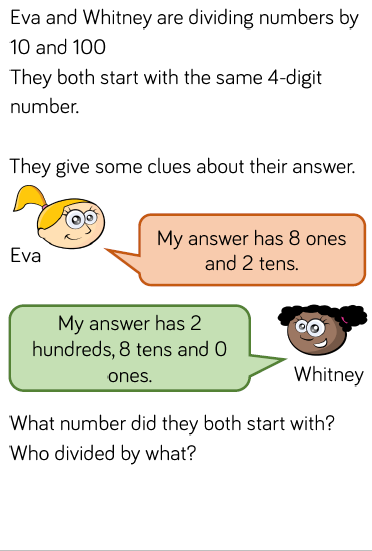 Eva and Whitney are dividing numbers by
10 and 100
They both start with the same 4-digit
number.
They give some clues about their answer.
Eva
My answer has 8 ones
and 2 tens.
My answer has 2
hundreds, 8 tens and 0
ones.
Whitney
What number did they both start with?
Who divided by what?